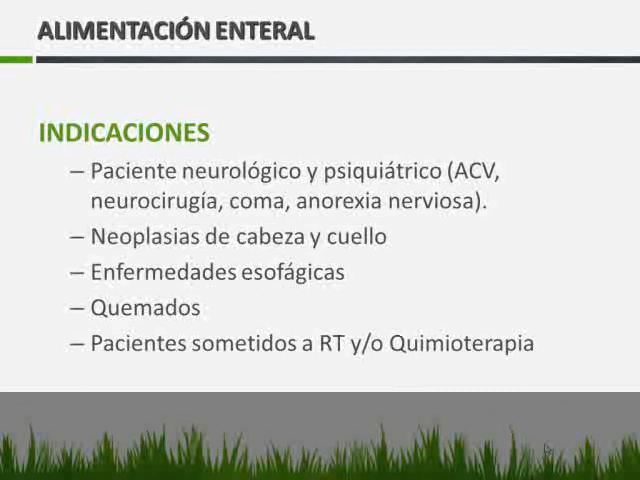 ALIMENTACIÓN ENTERAL
INDICACIONES
– Paciente neurológico y psiquiátrico (ACV,
neurocirugía, coma, anorexia nerviosa).
– Neoplasias de cabeza y cuello
– Enfermedades esofágicas
– Quemados
– Pacientes sometidos a RT y/o Quimioterapia